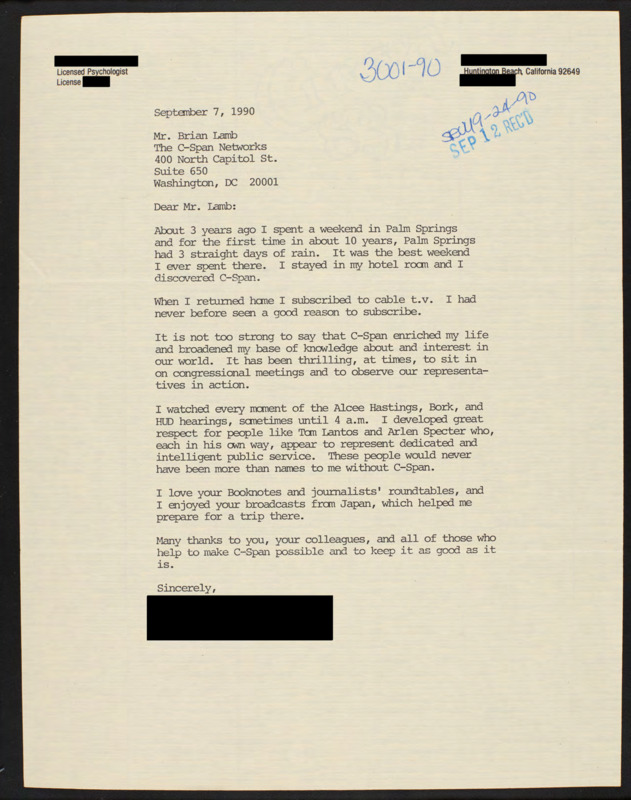 Licensed Psychologist
License
3001-90
Huntington Beach, California 92649
9-24-90
SEP 12 REC'D
September 7, 1990
Mr. Brian Lamb
The C-Span Networks
400 North Capitol St.
Suite 650
Washington, DC 20001
Dear Mr. Lamb:
About 3 years ago I spent a weekend in Palm Springs
and for the first time in about 10 years, Palm Springs
had 3 straight days of rain. It was the best weekend
I ever spent there. I stayed in my hotel room and I
discovered C-Span.
When I returned home I subscribed to cable t.v. I had
never before seen a good reason to subscribe.
It is not too strong to say that C-Span enriched my life
and broadened my base of knowledge about and interest in
our world. It has been thrilling, at times, to sit in
on congressional meetings and to observe our representa-
tives in action.
I watched every moment of the Alcee Hastings, Bork, and
HUD hearings, sometimes until 4 a.m. I developed great
respect for people like Tom Lantos and Arlen Specter who,
each in his own way, appear to represent dedicated and
intelligent public service. These people would never
have been more than names to me without C-Span.
I love your Booknotes and journalists' roundtables, and
I enjoyed your broadcasts from Japan, which helped me
prepare for a trip there.
Many thanks to you, your colleagues, and all of those who
help to make C-Span possible and to keep it as good as it
is.
Sincerely,